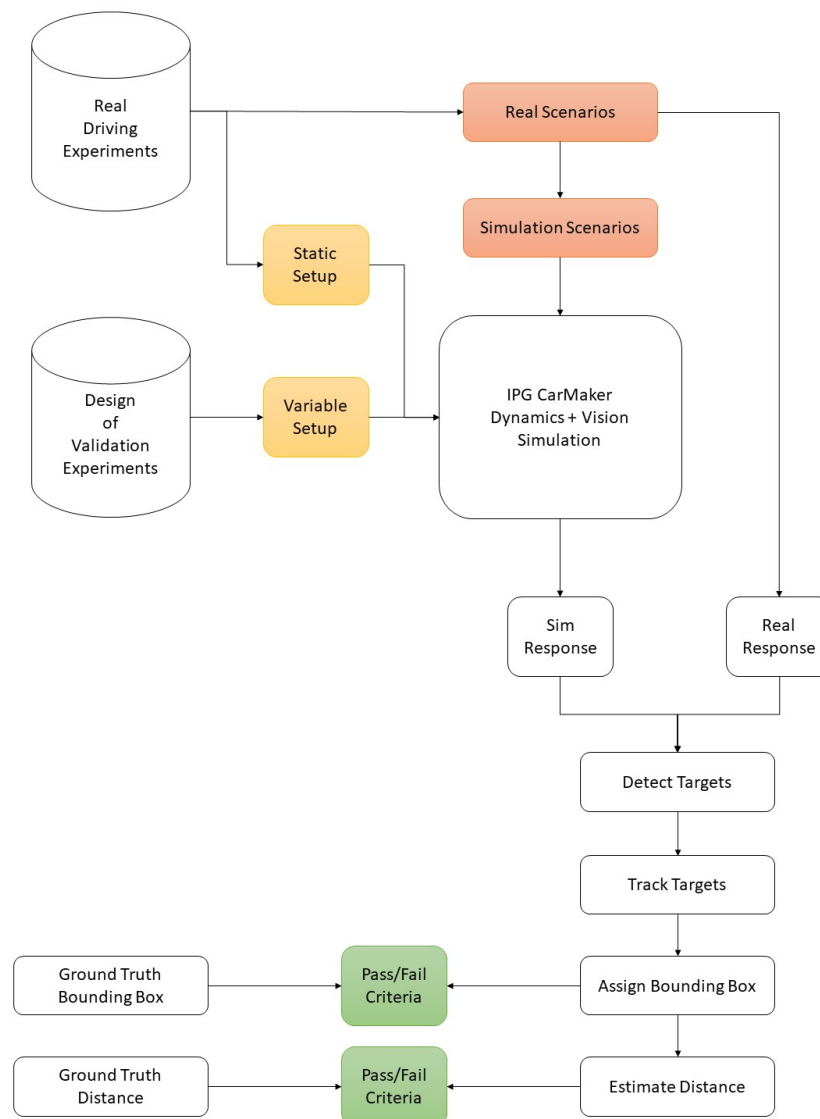 Real
Driving
Experiments
Real Scenarios
Simulation Scenarios
Static
Setup
Design
of
Validation
Experiments
Variable
Setup
IPG CarMaker
Dynamics + Vision
Simulation
Sim
Response
Real
Response
Detect Targets
Track Targets
Ground Truth
Bounding Box
Pass/Fail
Criteria
Assign Bounding Box
Ground Truth
Distance
Pass/Fail
Criteria
Estimate Distance